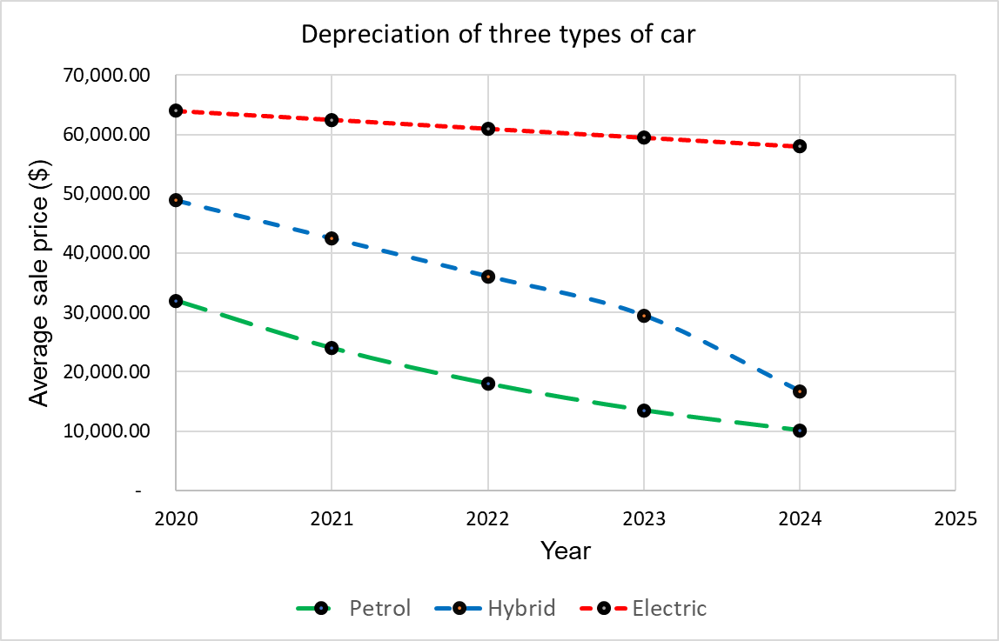 Depreciation of three types of car
70,000.00
60,000.00
50,000.00
40,000.00
30,000.00
20,000.00
10,000.00
-
Average sale price ($)
2020 2021 2022 2023 2024 2025
Year
Petrol Hybrid Electric